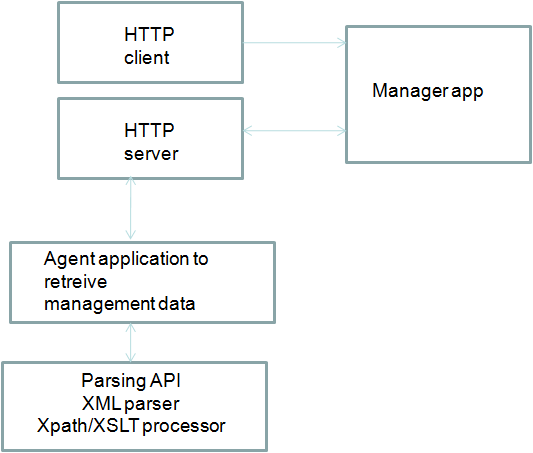 HTTP
client
Manager app
HTTP
server
Agent application to
retreive
management data
Parsing API
XML parser
Xpath/XSLT processor